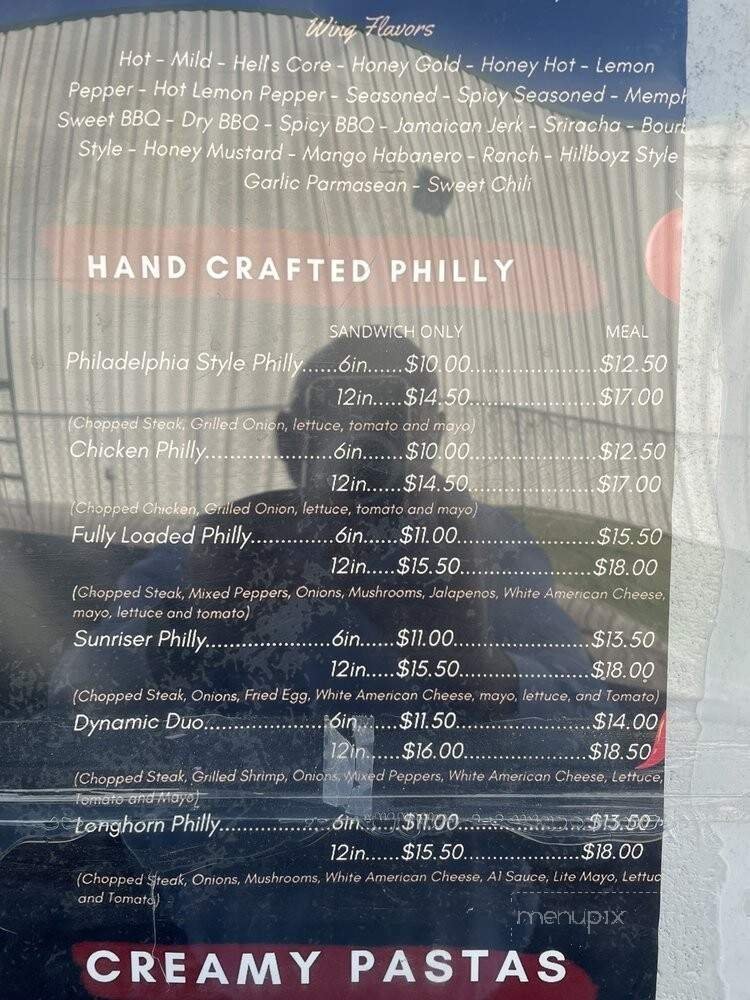 Wing Flavors
Hot - Mild - Hell's Core - Honey Gold - Honey Hot - Lemon
Pepper - Hot Lemon Pepper - Seasoned - Spicy Seasoned - Memph
Sweet BBQ - Dry BBQ - Spicy BBQ - Jamaican Jerk - Sriracha - Bourb
Style - Honey Mustard - Mango Habanero - Ranch - Hillboyz Style
Garlic Parmasean - Sweet Chili
HAND CRAFTED PHILLY
SANDWICH ONLY MEAL
Philadelphia Style Philly......6in......$10.00.......................$12.50
12in......$14.50.......................$17.00
(Chopped Steak, Grilled Onion, lettuce, tomato and mayo)
Chicken Philly.....................6in......$10.00.......................$12.50
12in......$14.50.......................$17.00
(Chopped Chicken, Grilled Onion, lettuce, tomato and mayo)
Fully Loaded Philly..............6in......$11.00.......................$15.50
12in......$15.50.......................$18.00
(Chopped Steak, Mixed Peppers, Onions, Mushrooms, Jalapenos, White American Cheese,
mayo, lettuce and tomato)
Sunriser Philly.....................6in......$11.00.......................$13.50
12in......$15.50.......................$18.00
(Chopped Steak, Onions, Fried Egg, White American Cheese, mayo, lettuce, and Tomato)
Dynamic Duo.....................6in......$11.50.......................$14.00
12in......$16.00.......................$18.50
(Chopped Steak, Grilled Shrimp, Onions, Mixed Peppers, White American Cheese, Lettuce,
Tomato and Mayo)
Longhorn Philly...................6in......$11.00.......................$13.50
12in......$15.50.......................$18.00
(Chopped Steak, Onions, Mushrooms, White American Cheese, A1 Sauce, Lite Mayo, Lettuc
and Tomato)
menupix
CREAMY PASTAS